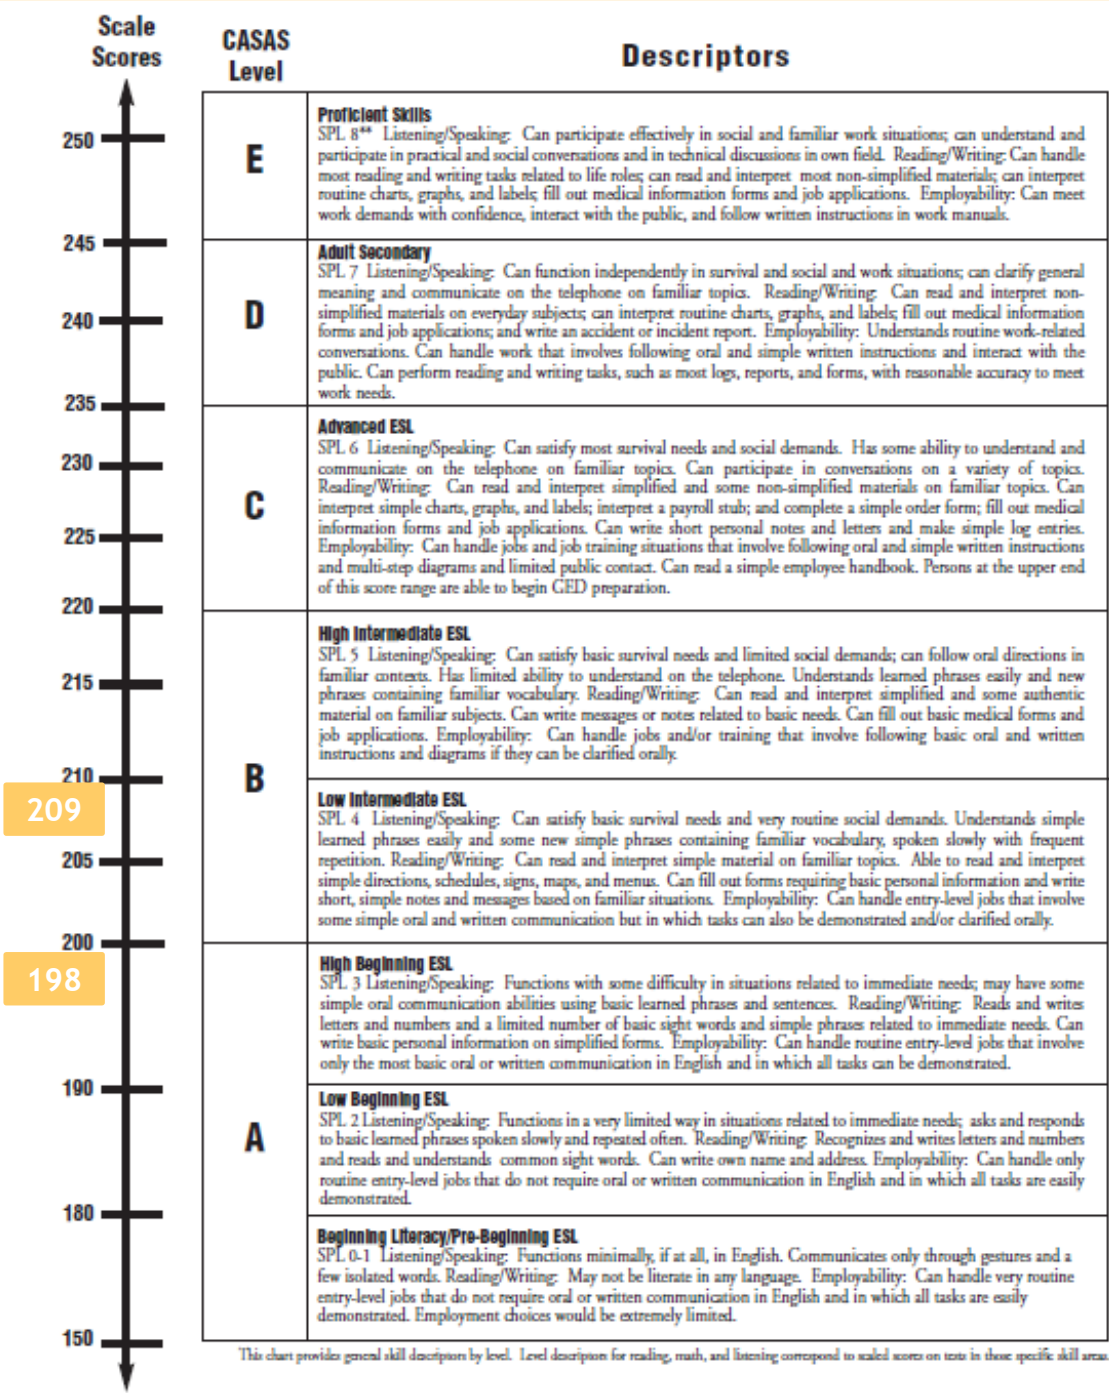 Scale
Scores
CASAS
Level
Descriptors
250
245
240
235
230
225
220
215
210
209
205
200
198
190
180
150
E
Proficient Skills
SPL 8** Listening/Speaking: Can participate effectively in social and familiar work situations; can understand and
participate in practical and social conversations and in technical discussions in own field. Reading/Writing: Can handle
most reading and writing tasks related to life roles; can read and interpret most non-simplified materials; can interpret
routine charts, graphs, and labels; fill out medical information forms and job applications. Employability: Can meet
work demands with confidence, interact with the public, and follow written instructions in work manuals.
D
Adult Secondary
SPL 7 Listening/Speaking: Can function independently in survival and social and work situations; can clarify general
meaning and communicate on the telephone on familiar topics. Reading/Writing: Can read and interpret non-
simplified materials on everyday subjects; can interpret routine charts, graphs, and labels; fill out medical information
forms and job applications; and write an accident or incident report. Employability: Understands routine work-related
conversations. Can handle work that involves following oral and simple written instructions and interact with the
public. Can perform reading and writing tasks, such as most logs, reports, and forms, with reasonable accuracy to meet
work needs.
C
Advanced ESL
SPL 6 Listening/Speaking: Can satisfy most survival needs and social demands. Has some ability to understand and
communicate on the telephone on familiar topics. Can participate in conversations on a variety of topics.
Reading/Writing: Can read and interpret simplified and some non-simplified materials on familiar topics. Can
interpret simple charts, graphs, and labels; interpret a payroll stub; and complete a simple order form; fill out medical
information forms and job applications. Can write short personal notes and letters and make simple log entries.
Employability: Can handle jobs and job training situations that involve following oral and simple written instructions
and multi-step diagrams and limited public contact. Can read a simple employee handbook. Persons at the upper end
of this score range are able to begin GED preparation.
B
High Intermediate ESL
SPL 5 Listening/Speaking: Can satisfy basic survival needs and limited social demands; can follow oral directions in
familiar contexts. Has limited ability to understand on the telephone. Understands learned phrases easily and new
phrases containing familiar vocabulary. Reading/Writing: Can read and interpret simplified and some authentic
material on familiar subjects. Can write messages or notes related to basic needs. Can fill out basic medical forms and
job applications. Employability: Can handle jobs and/or training that involve following basic oral and written
instructions and diagrams if they can be clarified orally.
Low Intermediate ESL
SPL 4 Listening/Speaking: Can satisfy basic survival needs and very routine social demands. Understands simple
learned phrases easily and some new simple phrases containing familiar vocabulary, spoken slowly with frequent
repetition. Reading/Writing: Can read and interpret simple material on familiar topics. Able to read and interpret
simple directions, schedules, signs, maps, and menus. Can fill out forms requiring basic personal information and write
short, simple notes and messages based on familiar situations. Employability: Can handle entry-level jobs that involve
some simple oral and written communication but in which tasks can also be demonstrated and/or clarified orally.
A
High Beginning ESL
SPL 3 Listening/Speaking: Functions with some difficulty in situations related to immediate needs; may have some
simple oral communication abilities using basic learned phrases and sentences. Reading/Writing: Reads and writes
letters and numbers and a limited number of basic sight words and simple phrases related to immediate needs. Can
write basic personal information on simplified forms. Employability: Can handle routine entry-level jobs that involve
only the most basic oral or written communication in English and in which all tasks can be demonstrated.
Low Beginning ESL
SPL 2 Listening/Speaking: Functions in a very limited way in situations related to immediate needs; asks and responds
to basic learned phrases spoken slowly and repeated often. Reading/Writing: Recognizes and writes letters and numbers
and reads and understands common sight words. Can write own name and address. Employability: Can handle only
routine entry-level jobs that do not require oral or written communication in English and in which all tasks are easily
demonstrated.
Beginning Literacy/Pre-Beginning ESL
SPL 0-1 Listening/Speaking: Functions minimally, if at all, in English. Communicates only through gestures and a
few isolated words. Reading/Writing: May not be literate in any language. Employability: Can handle very routine
entry-level jobs that do not require oral or written communication in English and in which all tasks are easily
demonstrated. Employment choices would be extremely limited.
This chart provides general skill descriptors by level. Level descriptors for reading, math, and listening correspond to scaled scores on tests in those specific skill areas.